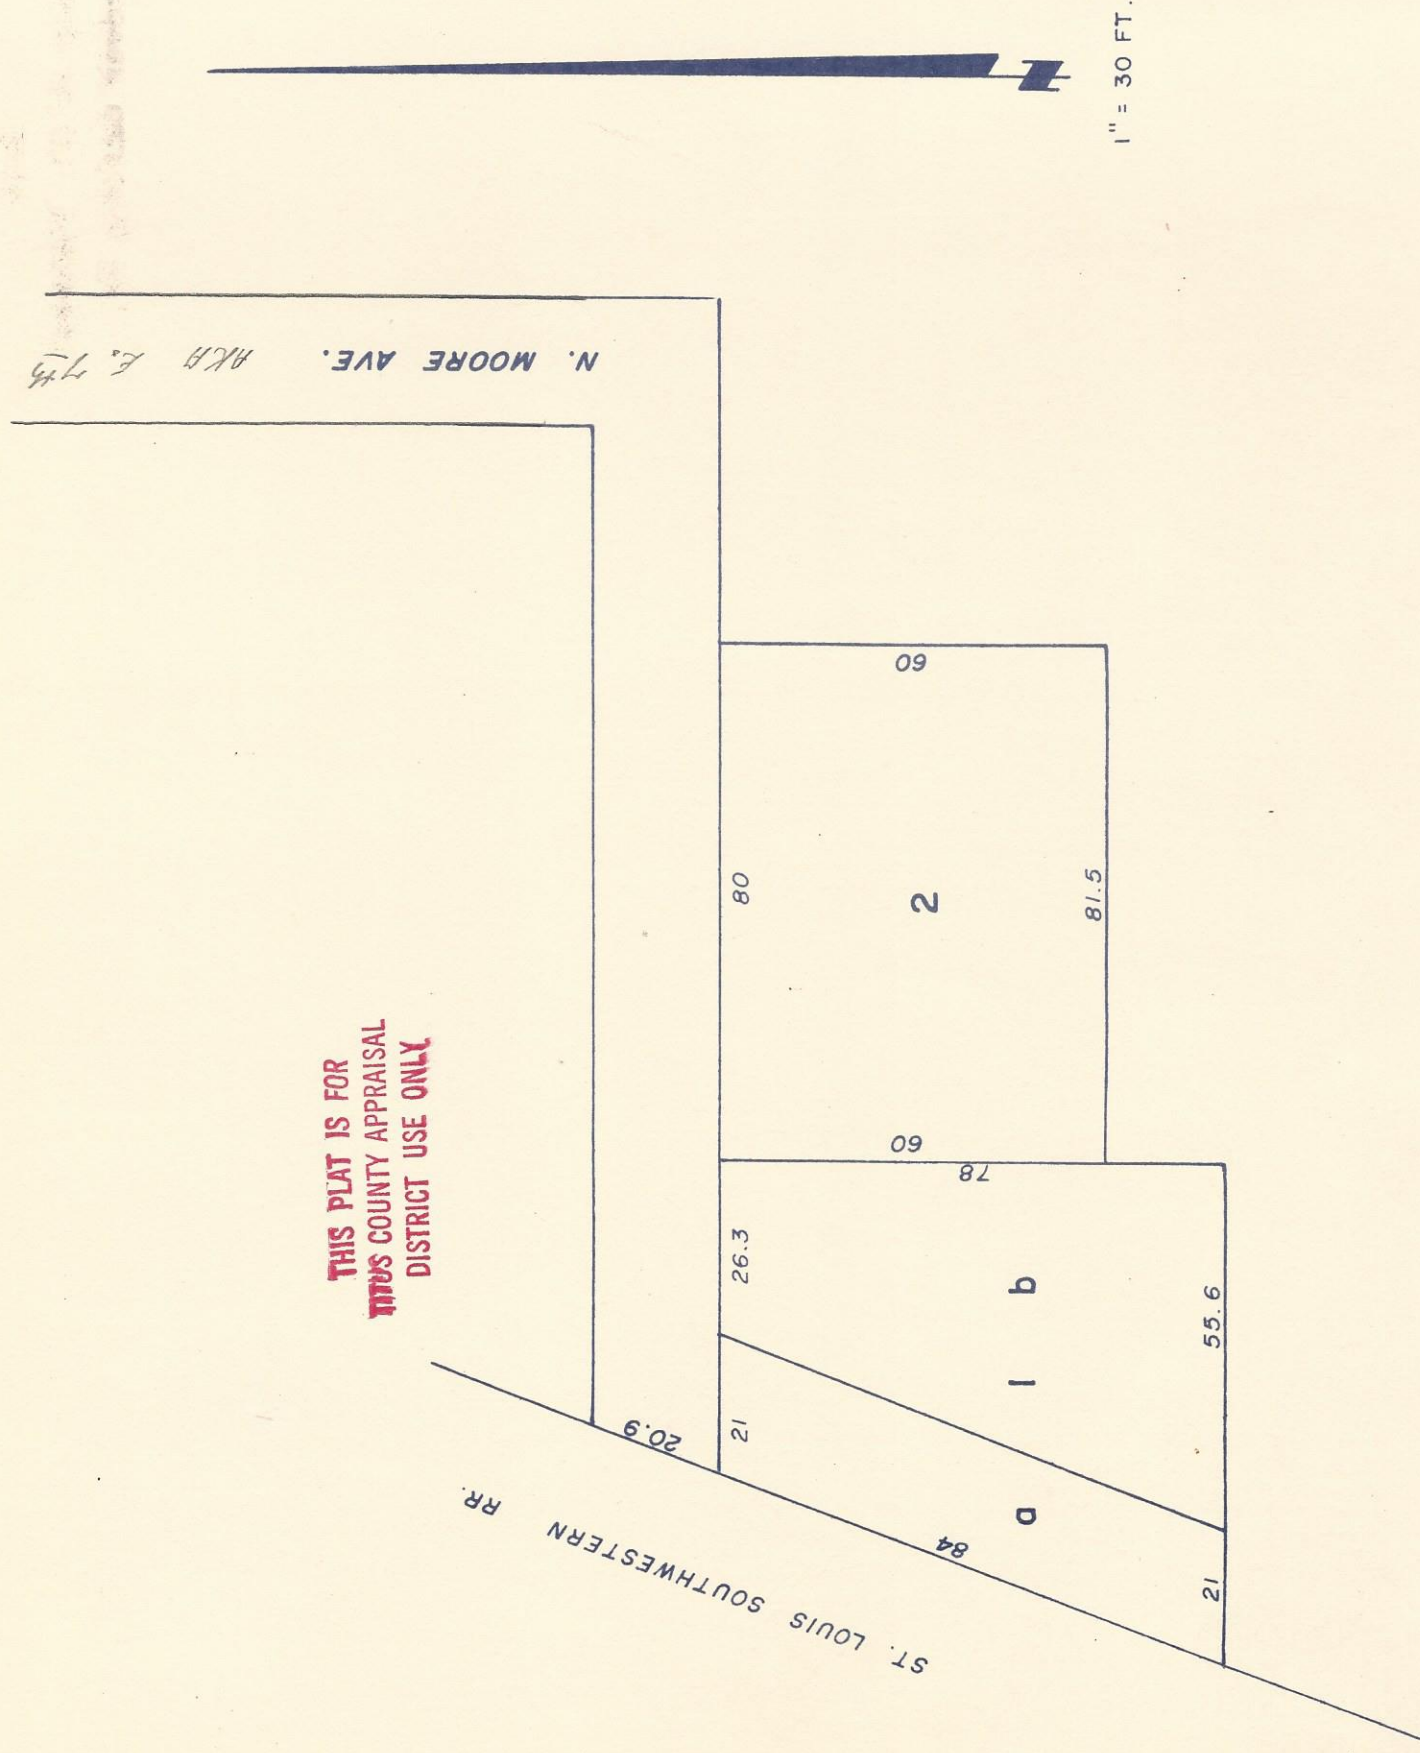 1" = 30 FT.
N. MOORE AVE. AKA E. 7th
60
80
2
81.5
60
78
26.3
b
1
55.6
20.9
21
a
84
21
ST. LOUIS SOUTHWESTERN RR.
THIS PLAT IS FOR
TITUS COUNTY APPRAISAL
DISTRICT USE ONLY
N